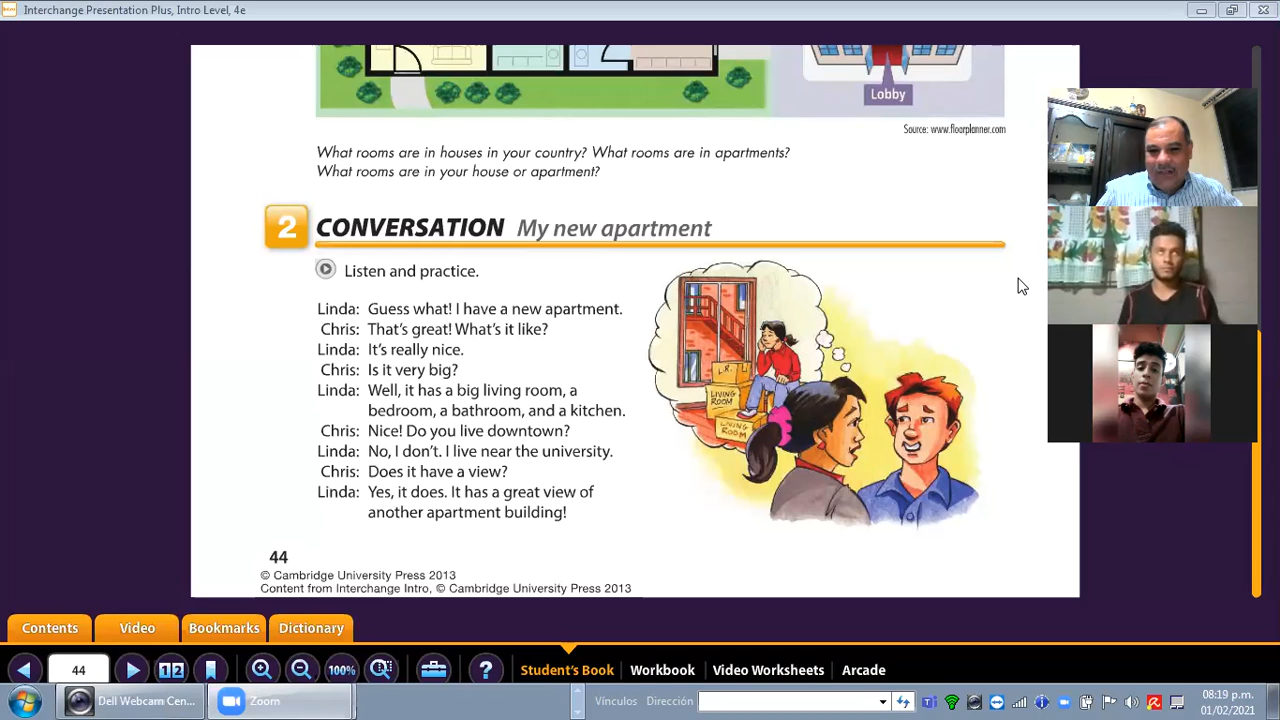 Interchange Presentation Plus, Intro Level, 4e
Lobby
Source: www.floorplanner.com
What rooms are in houses in your country? What rooms are in apartments?
What rooms are in your house or apartment?
2 CONVERSATION My new apartment
Listen and practice.
Linda: Guess what! I have a new apartment.
Chris: That's great! What's it like?
Linda: It's really nice.
Chris: Is it very big?
Linda: Well, it has a big living room, a
bedroom, a bathroom, and a kitchen.
Chris: Nice! Do you live downtown?
Linda: No, I don't. I live near the university.
Chris: Does it have a view?
Linda: Yes, it does. It has a great view of
another apartment building!
L.R.
LIVING
ROOM
LIVING
ROOM
44
© Cambridge University Press 2013
Content from Interchange Intro, © Cambridge University Press 2013
Contents Video Bookmarks Dictionary
44 12 100% ? Student's Book Workbook Video Worksheets Arcade
Dell Webcam Cen... Zoom Vínculos Dirección 08:19 p.m.
01/02/2021